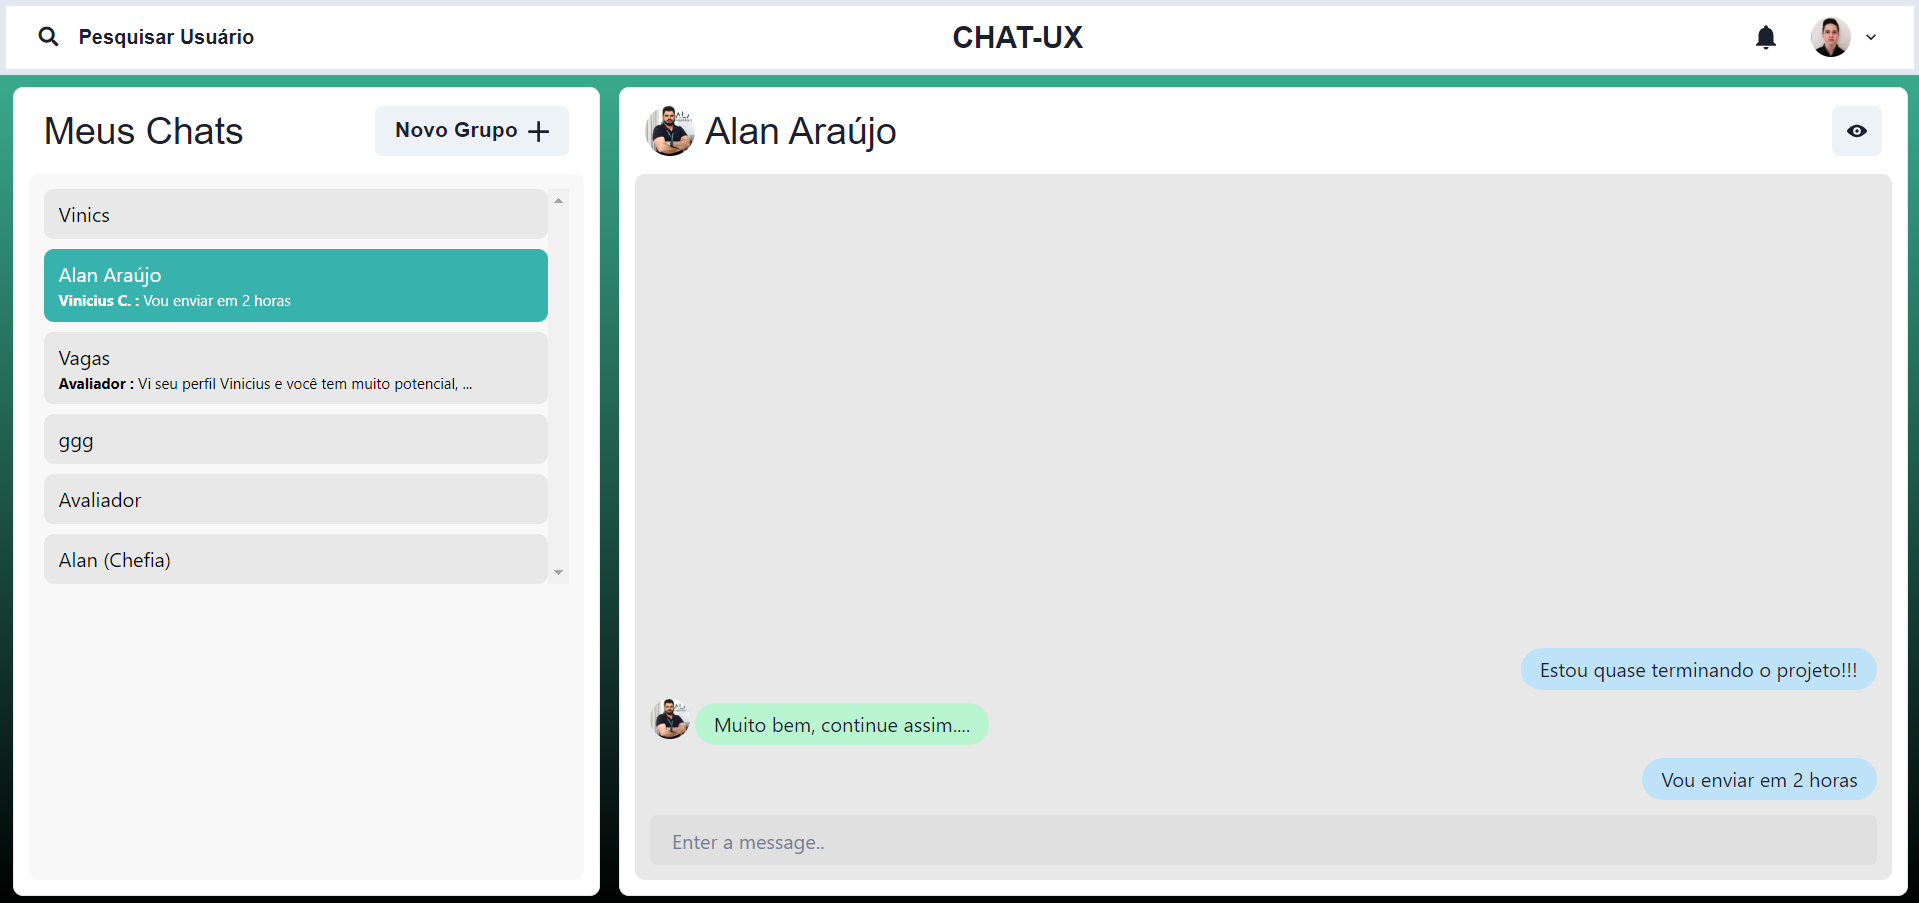 Pesquisar Usuário
CHAT-UX
Meus Chats
Novo Grupo
Vinics
Alan Araújo
Vinicius C. : Vou enviar em 2 horas
Vagas
Avaliador : Vi seu perfil Vinicius e você tem muito potencial, ...
ggg
Avaliador
Alan (Chefia)
Alan Araújo
Estou quase terminando o projeto!!!
Muito bem, continue assim....
Vou enviar em 2 horas
Enter a message..